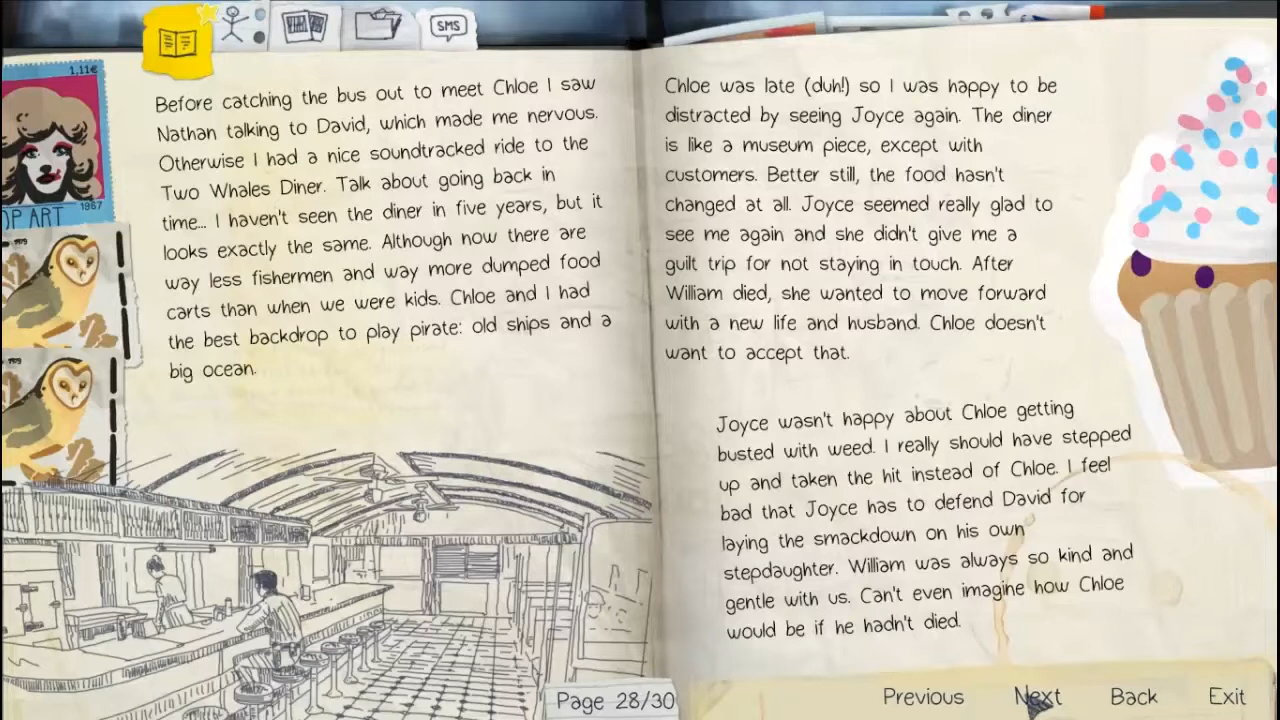 SMS
1,11€
OP ART
1987
Before catching the bus out to meet Chloe I saw
Nathan talking to David, which made me nervous.
Otherwise I had a nice soundtracked ride to the
Two Whales Diner. Talk about going back in
time... I haven't seen the diner in five years, but it
looks exactly the same. Although now there are
way less fishermen and way more dumped food
carts than when we were kids. Chloe and I had
the best backdrop to play pirate: old ships and a
big ocean.
Chloe was late (duh!) so I was happy to be
distracted by seeing Joyce again. The diner
is like a museum piece, except with
customers. Better still, the food hasn't
changed at all. Joyce seemed really glad to
see me again and she didn't give me a
guilt trip for not staying in touch. After
William died, she wanted to move forward
with a new life and husband. Chloe doesn't
want to accept that.
Joyce wasn't happy about Chloe getting
busted with weed. I really should have stepped
up and taken the hit instead of Chloe. I feel
bad that Joyce has to defend David for
laying the smackdown on his own
stepdaughter. William was always so kind and
gentle with us. Can't even imagine how Chloe
would be if he hadn't died.
Page 28/30
Previous Next Back Exit